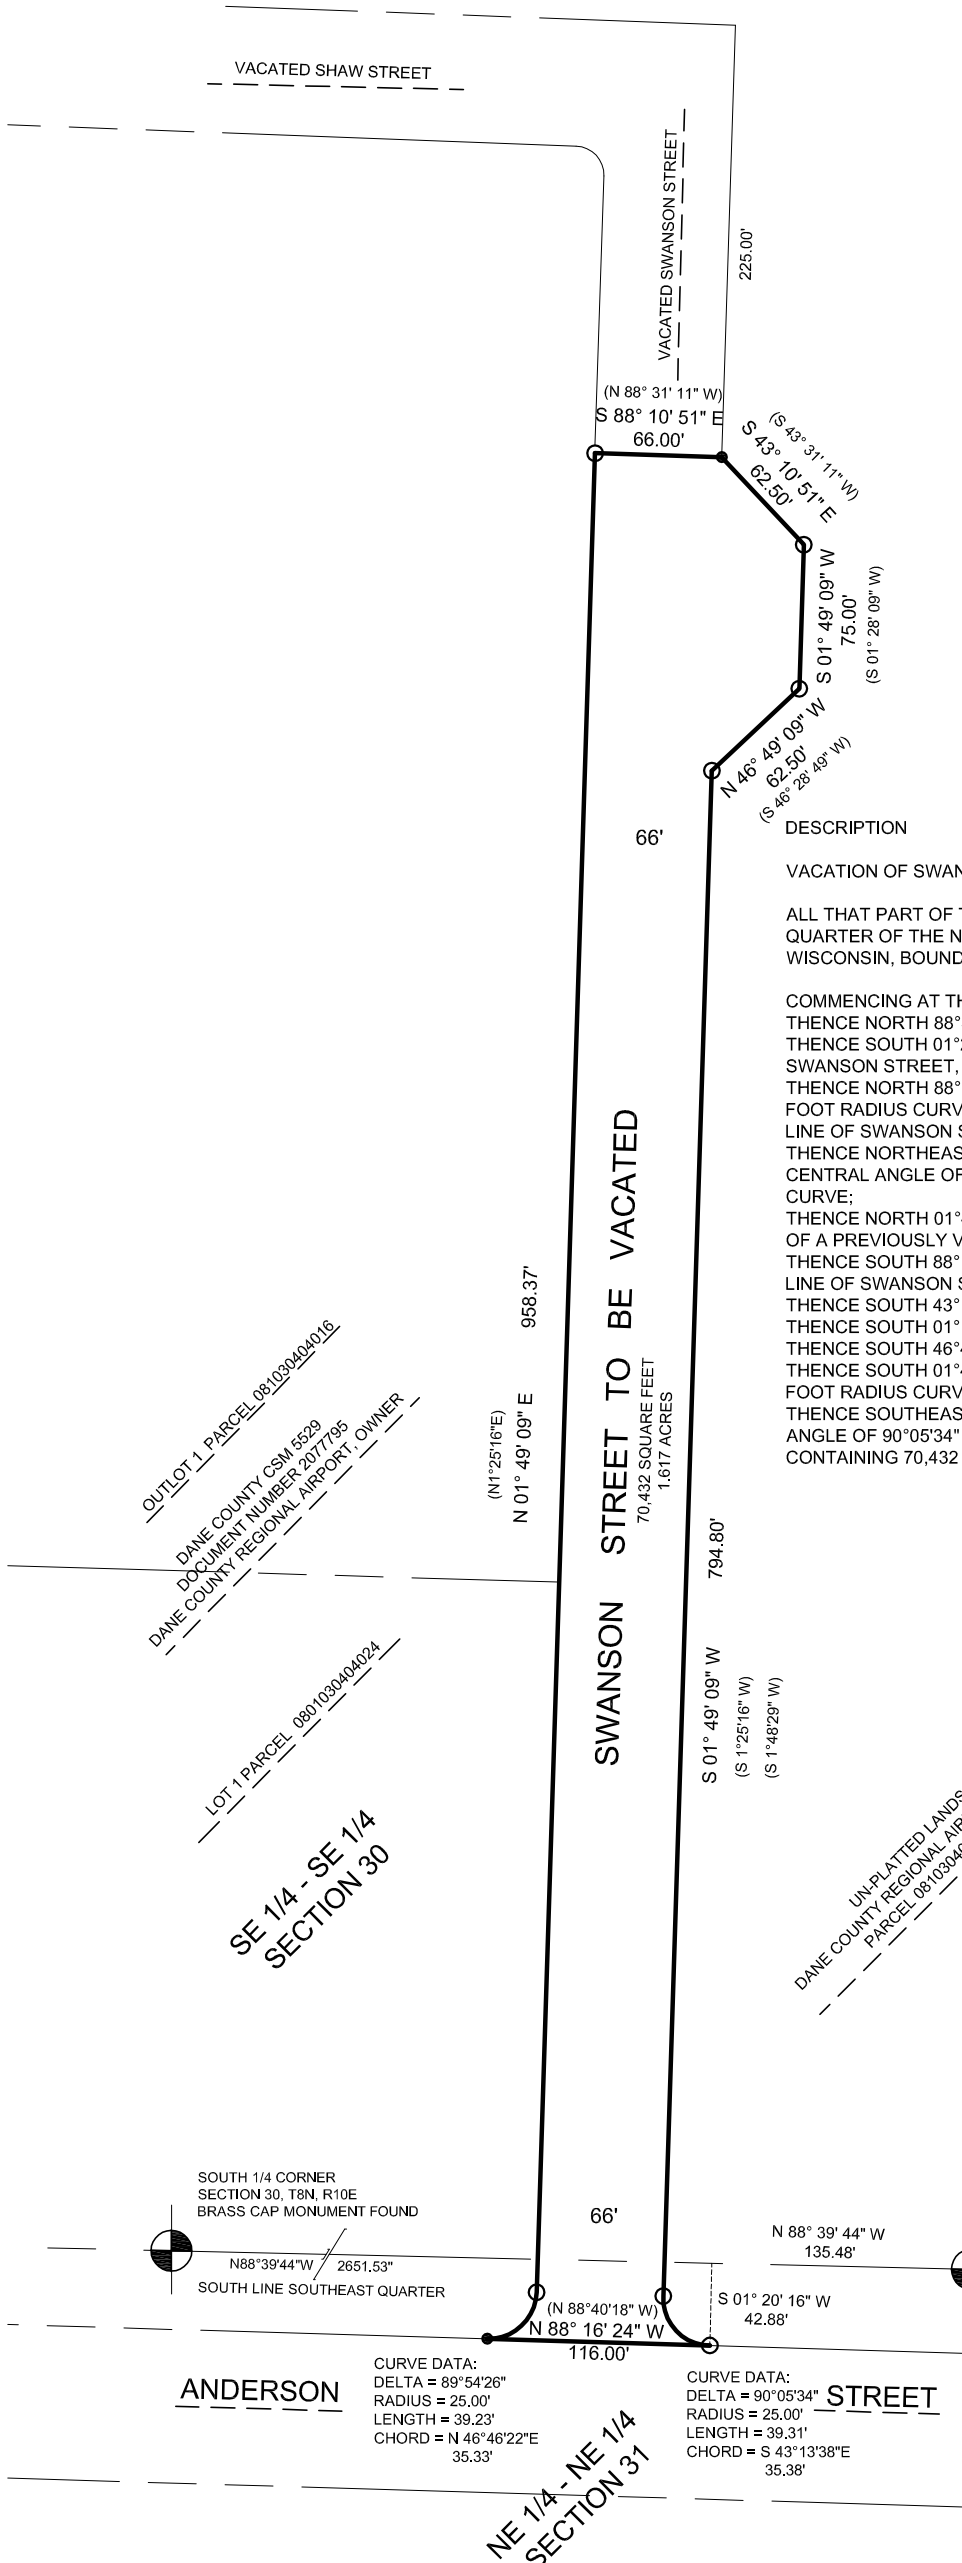 VACATED SHAW STREET
VACATED SWANSON STREET
225.00'
(N 88° 31' 11" W)
S 88° 10' 51" E
66.00'
(S 43° 31' 11" W)
S 43° 10' 51" E
62.50'
S 01° 49' 09" W
75.00'
(S 01° 28' 09" W)
N 46° 49' 09" W
62.50'
(S 46° 28' 49" W)
66'
DESCRIPTION
VACATION OF SWAN
ALL THAT PART OF T
QUARTER OF THE N
WISCONSIN, BOUND
COMMENCING AT TH
THENCE NORTH 88°
THENCE SOUTH 01°
SWANSON STREET,
THENCE NORTH 88°
FOOT RADIUS CURV
LINE OF SWANSON S
THENCE NORTHEAS
CENTRAL ANGLE OF
CURVE;
THENCE NORTH 01°
OF A PREVIOUSLY V
THENCE SOUTH 88°
LINE OF SWANSON S
THENCE SOUTH 43°
THENCE SOUTH 01°
THENCE SOUTH 46°
THENCE SOUTH 01°
FOOT RADIUS CURV
THENCE SOUTHEAS
ANGLE OF 90°05'34"
CONTAINING 70,432
958.37'
(N1°25'16"E)
N 01° 49' 09" E
SWANSON STREET TO BE VACATED
70,432 SQUARE FEET
1.617 ACRES
794.80'
S 01° 49' 09" W
(S 1°25'16" W)
(S 1°48'29" W)
OUTLOT 1 PARCEL 081030404016
DANE COUNTY CSM 5529
DOCUMENT NUMBER 2077795
DANE COUNTY REGIONAL AIRPORT, OWNER
LOT 1 PARCEL 0801030404024
SE 1/4 - SE 1/4
SECTION 30
UN-PLATTED LANDS
DANE COUNTY REGIONAL AIR
PARCEL 08103040
SOUTH 1/4 CORNER
SECTION 30, T8N, R10E
BRASS CAP MONUMENT FOUND
N88°39'44"W 2651.53"
SOUTH LINE SOUTHEAST QUARTER
66'
N 88° 39' 44" W
135.48'
S 01° 20' 16" W
42.88'
(N 88°40'18" W)
N 88° 16' 24" W
116.00'
ANDERSON STREET
CURVE DATA:
DELTA = 89°54'26"
RADIUS = 25.00'
LENGTH = 39.23'
CHORD = N 46°46'22"E
35.33'
CURVE DATA:
DELTA = 90°05'34"
RADIUS = 25.00'
LENGTH = 39.31'
CHORD = S 43°13'38"E
35.38'
NE 1/4 - NE 1/4
SECTION 31